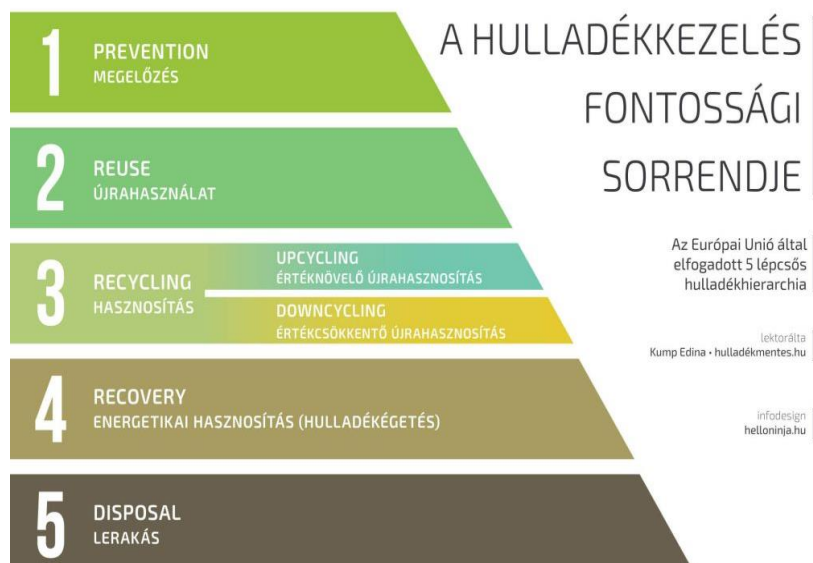 A HULLADÉKKEZELÉS
FONTOSSÁGI
SORRENDJE
Az Európai Unió által
elfogadott 5 lépcsős
hulladékhierarchia
lektorálta
Kump Edina • hulladékmentes.hu
infodesign
helloninja.hu
1
PREVENTION
MEGELŐZÉS
2
REUSE
ÚJRAHASZNÁLAT
3
RECYCLING
HASZNOSÍTÁS
UPCYCLING
ÉRTÉKNÖVELŐ ÚJRAHASZNOSÍTÁS
DOWNCYCLING
ÉRTÉKCSÖKKENTŐ ÚJRAHASZNOSÍTÁS
4
RECOVERY
ENERGETIKAI HASZNOSÍTÁS (HULLADÉKÉGETÉS)
5
DISPOSAL
LERAKÁS